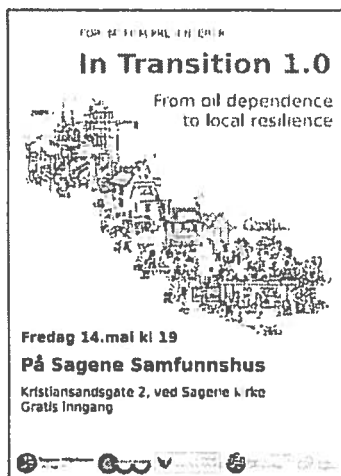 In Transition 1.0
From oil dependence
to local resilience
Fredag 14.mai kl 19
På Sagene Samfunnshus
Kristiansandsgate 2, ved Sagene kirke
Gratis inngang